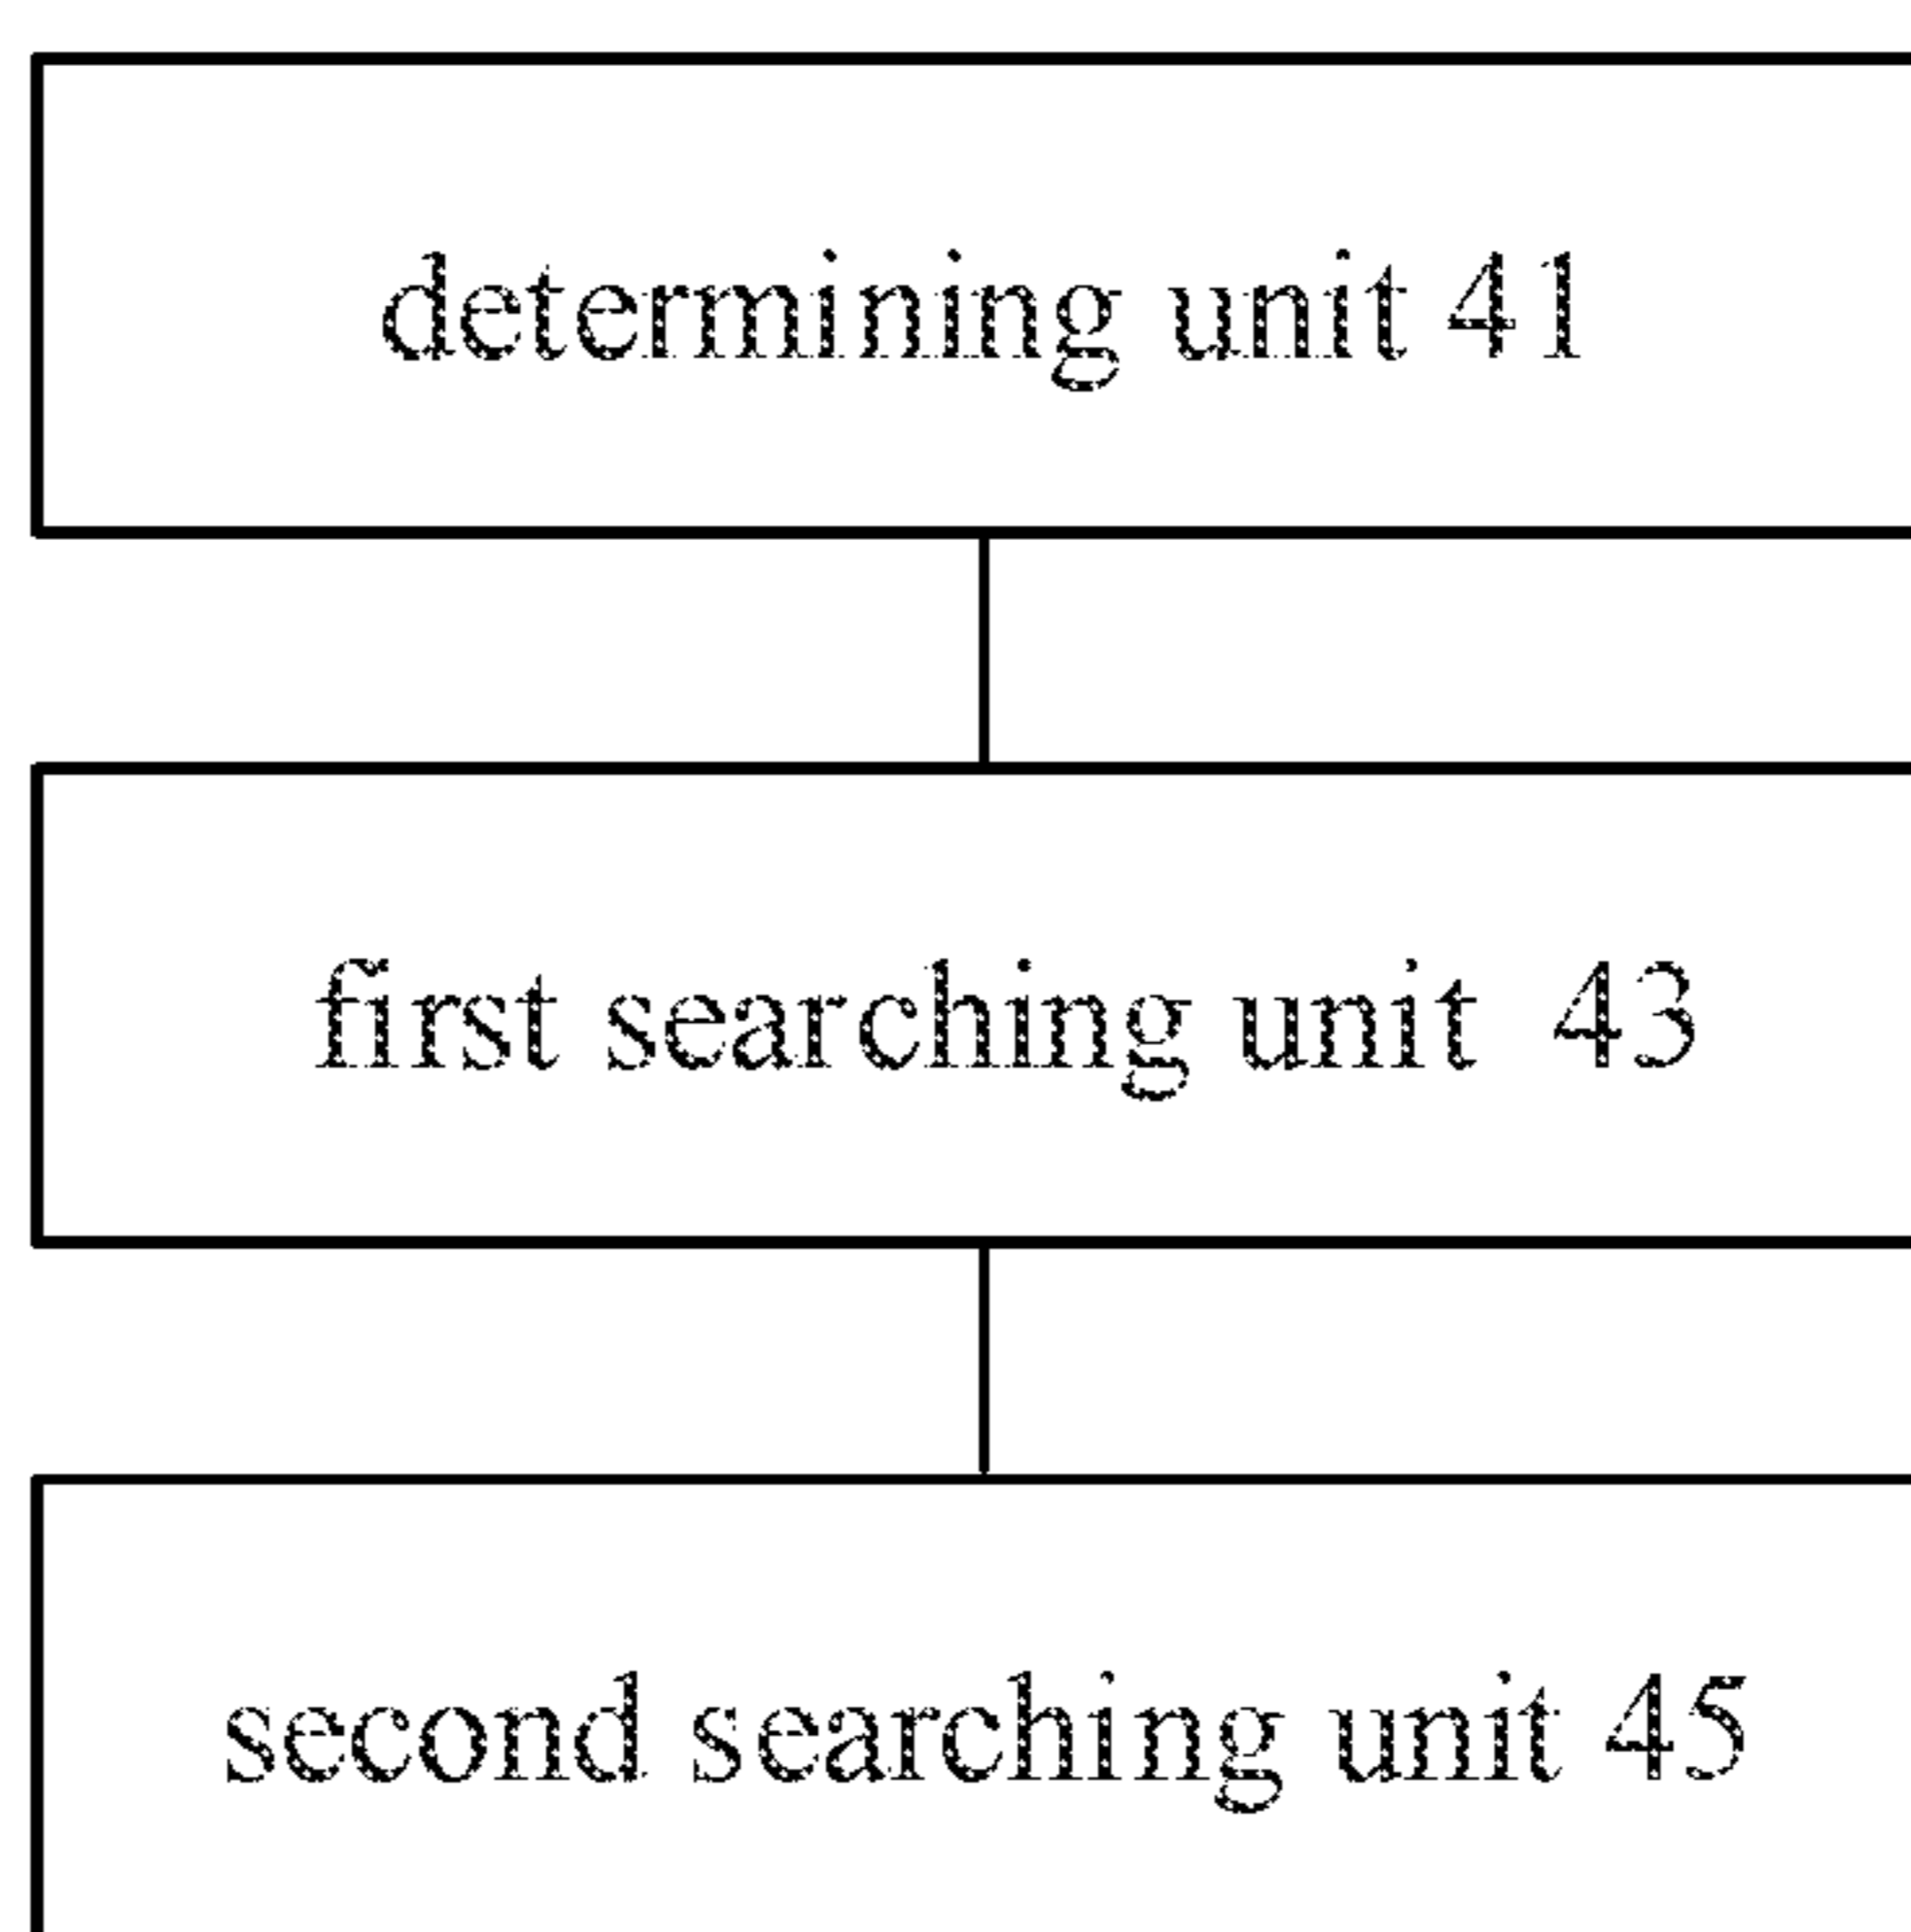 determining unit 41
first searching unit 43
second searching unit 45